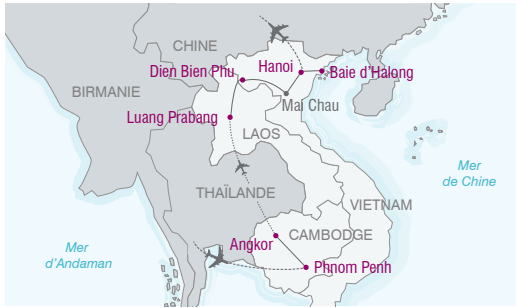 CHINE
Hanoi
Dien Bien Phu
Baie d'Halong
BIRMANIE
Mai Chau
Luang Prabang
LAOS
Mer
de Chine
THAÏLANDE
VIETNAM
CAMBODGE
Angkor
Mer
d'Andaman
Phnom Penh